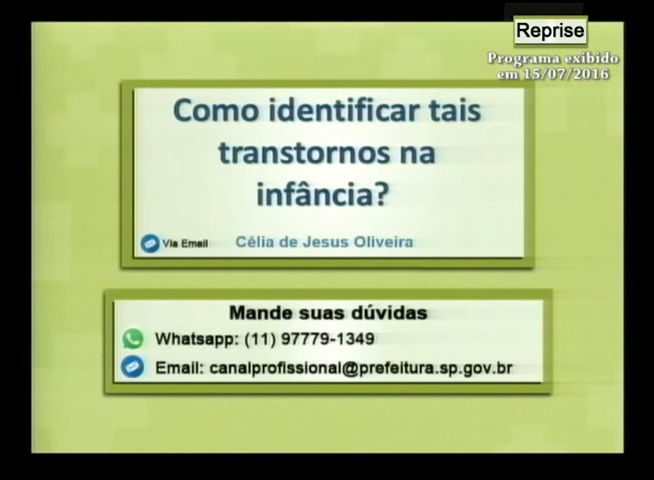 Reprise
Programa exibido
em 15/07/2016
Como identificar tais
transtornos na
infância?
Via Email
Célia de Jesus Oliveira
Mande suas dúvidas
Whatsapp: (11) 97779-1349
Email: canalprofissional@prefeitura.sp.gov.br